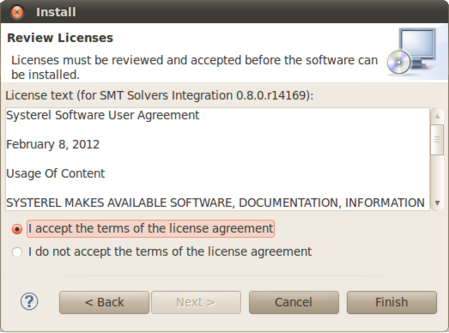 Install
Review Licenses
Licenses must be reviewed and accepted before the software can
be installed.
License text (for SMT Solvers Integration 0.8.0.r14169):
Systerel Software User Agreement
February 8, 2012
Usage Of Content
SYSTEREL MAKES AVAILABLE SOFTWARE, DOCUMENTATION, INFORMATION
I accept the terms of the license agreement
I do not accept the terms of the license agreement
? < Back Next > Cancel Finish